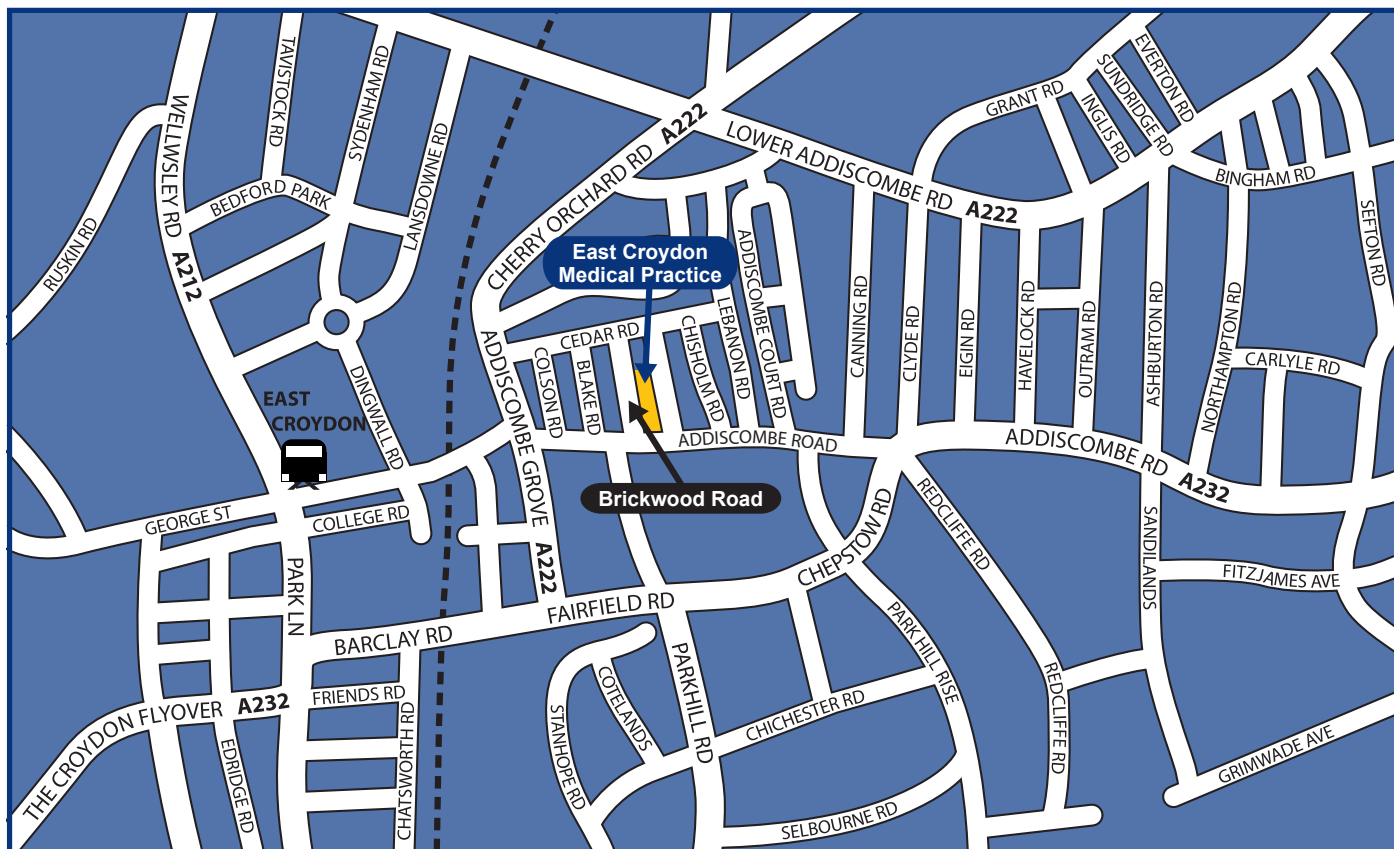 TAVISTOCK RD
SYDENHAM RD
LANSDOWNE RD
WELLWSLEY RD A212
RUSKIN RD
BEDFORD PARK
CHERRY ORCHARD RD A222
LOWER ADDISCOMBE RD A222
GRANT RD
INGLIS RD
SUNDRIDGE RD
EVERTON RD
BINGHAM RD
SEFTON RD
East Croydon
Medical Practice
ADDISCOMBE GROVE A222
CEDAR RD
COLSON RD
BLAKE RD
CHISHOLM RD
LEBANON RD
ADDISCOMBE COURT RD
CANNING RD
CLYDE RD
EIGIN RD
HAVELOCK RD
OUTRAM RD
ASHBURTON RD
NORTHAMPTON RD
CARLYLE RD
EAST
CROYDON
DINGWALL RD
ADDISCOMBE ROAD
ADDISCOMBE RD A232
Brickwood Road
GEORGE ST
COLLEGE RD
PARK LN
CHEPSTOW RD
REDCLIFFE RD
SANDILANDS
FITZJAMES AVE
BARCLAY RD
FAIRFIELD RD
PARK HILL RISE
PARKHILL RD
FRIENDS RD
THE CROYDON FLYOVER A232
EDRIDGE RD
CHATSWORTH RD
STANHOPE RD
COTELANDS
CHICHESTER RD
REDCLIFFE RD
SELBOURNE RD
GRIMWADE AVE